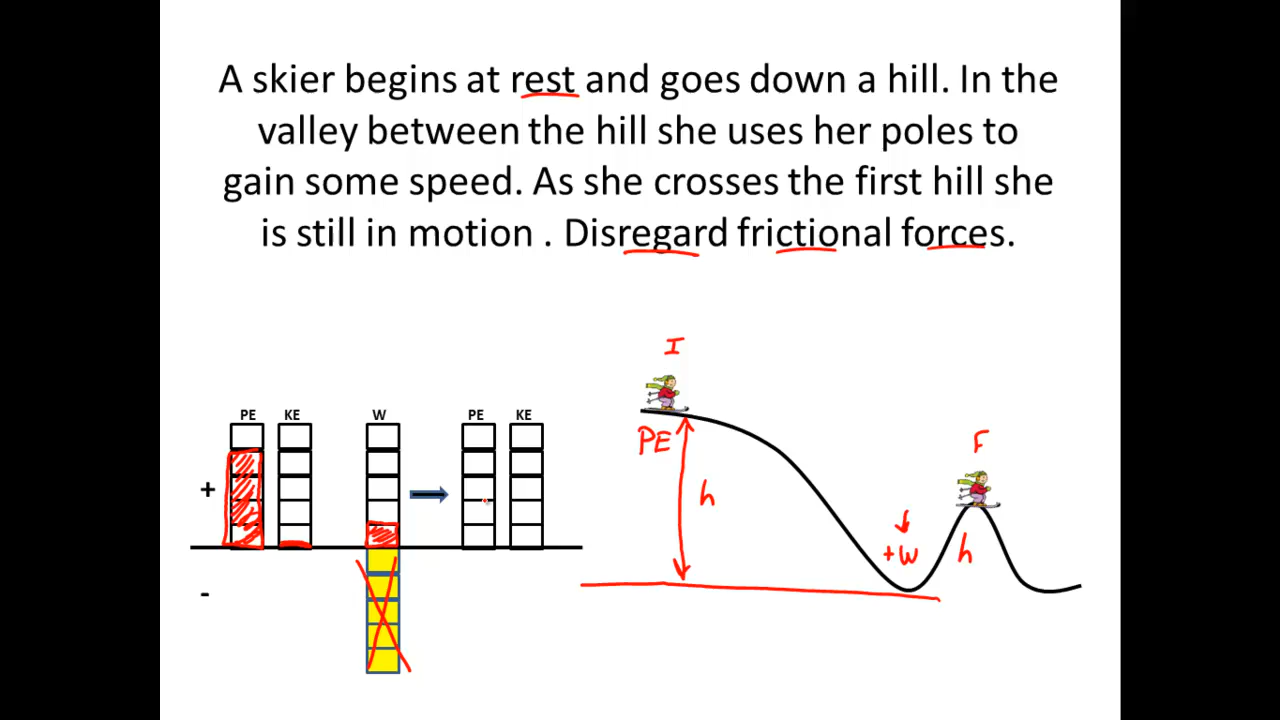 A skier begins at rest and goes down a hill. In the
valley between the hill she uses her poles to
gain some speed. As she crosses the first hill she
is still in motion . Disregard frictional forces.
I
PE KE W PE KE
F
PE
+
h
+W
h
-